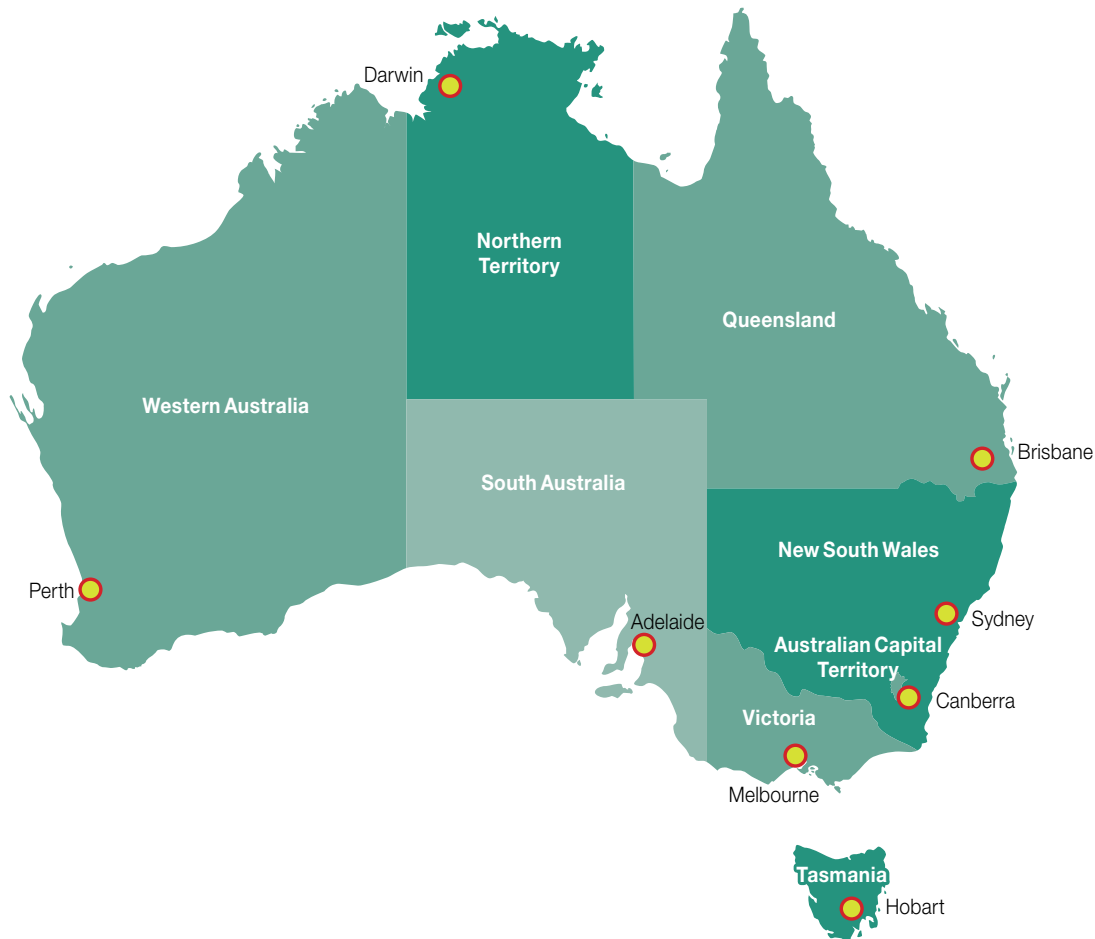 Darwin
Northern
Territory
Queensland
Western Australia
Brisbane
South Australia
New South Wales
Perth
Adelaide
Sydney
Australian Capital
Territory
Canberra
Victoria
Melbourne
Tasmania
Hobart